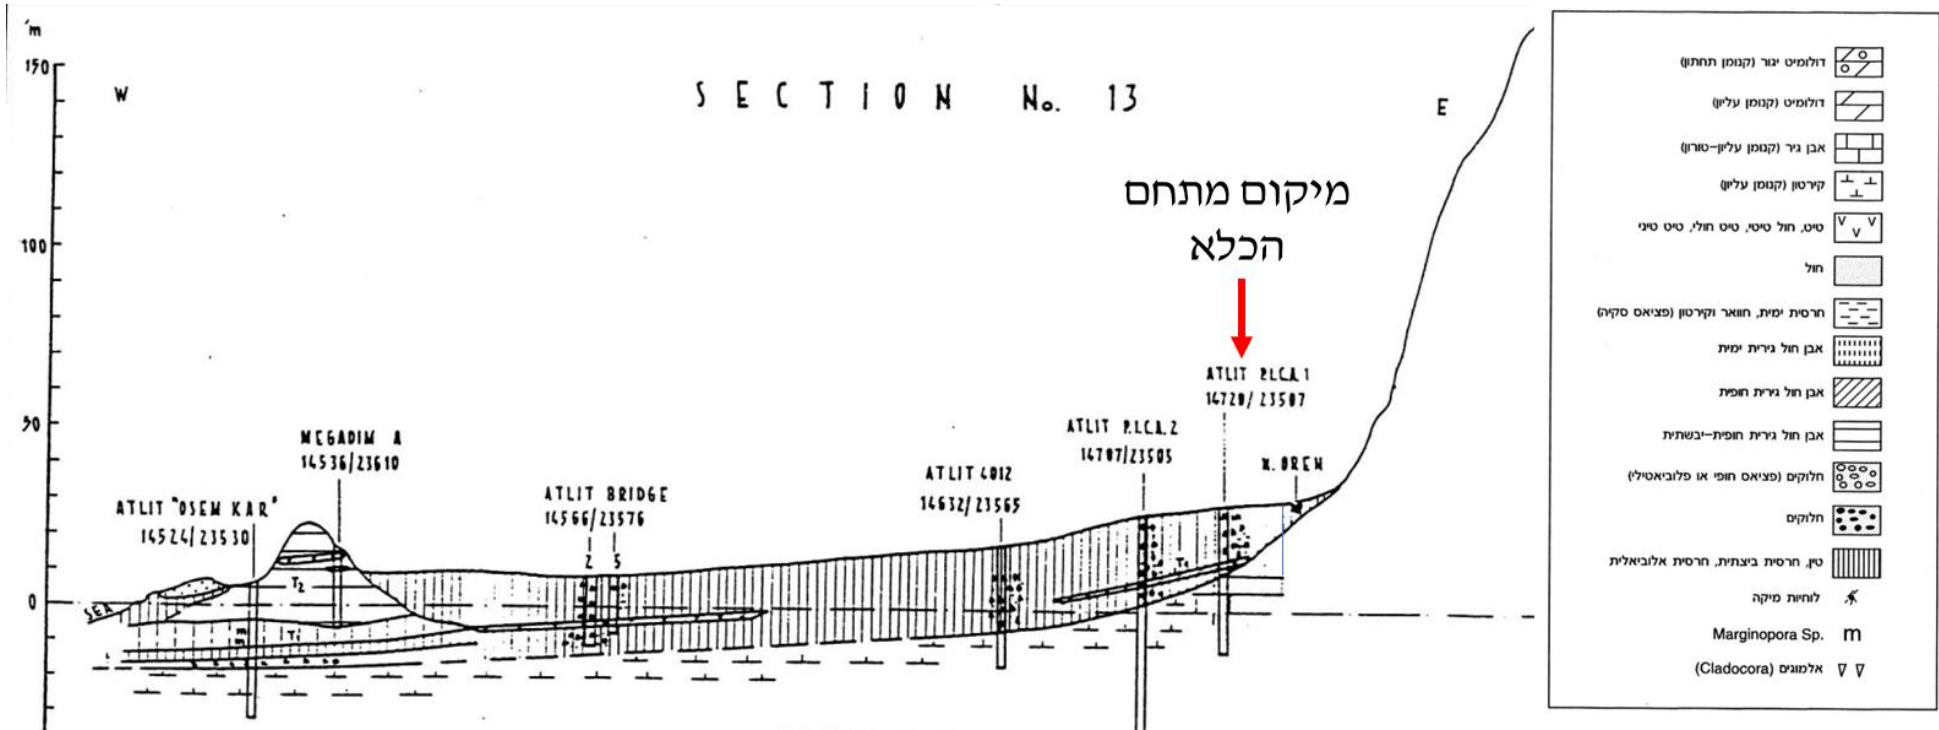 'm
150
100
50
0
W
SECTION No. 13
E
מיקום מתחם
הכלא
ATLIT "OSEM KAR"
14524/23530
MEGADIM A
14536/23610
ATLIT BRIDGE
14566/23576
2 5
ATLIT 4012
14632/23565
ATLIT P.I.C.A. 2
14707/23505
ATLIT P.I.C.A. 1
14720/23507
N. OREN
SEA
T2
T1
m
m
דולומיט יגור (קנומן תחתון)
דולומיט (קנומן עליון)
אבן גיר (קנומן עליון-טורון)
קירטון (קנומן עליון)
טיט, חול טיטי, טיט חולי, טיט טיני
חול
חרסית ימית, חוואר וקירטון (פציאס סקיה)
אבן חול גירית ימית
אבן חול גירית חופית
אבן חול גירית חופית-יבשתית
חלוקים (פציאס חופי או פלוביאטילי)
חלוקים
טין, חרסית ביצתית, חרסית אלוביאלית
לוחיות מיקה
Marginopora Sp. m
אלמוגים (Cladocora)